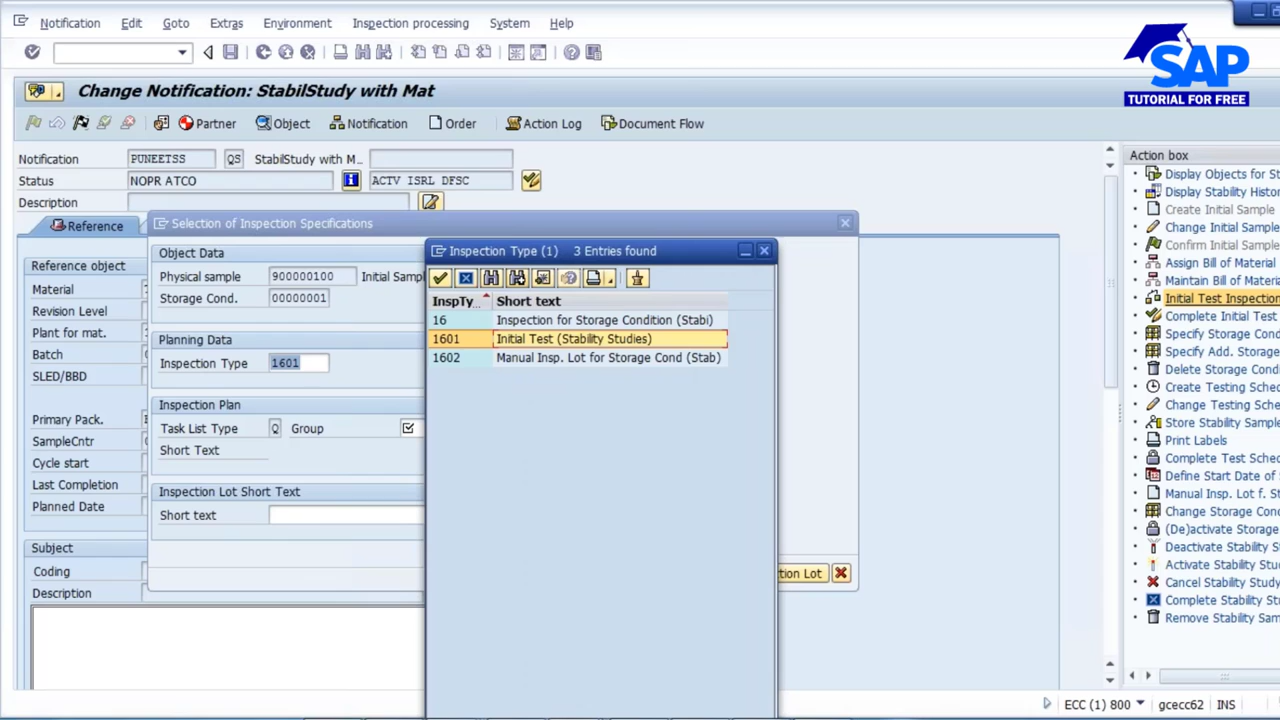 Notification Edit Goto Extras Environment Inspection processing System Help
SAP
TUTORIAL FOR FREE
Change Notification: StabilStudy with Mat
Partner Object Notification Order Action Log Document Flow
Notification PUNEETSS QS StabilStudy with M...
Status NOPR ATCO ACTV ISRL DFSC
Description
Reference
Reference object
Material
Revision Level
Plant for mat.
Batch
SLED/BBD
Primary Pack.
SampleCntr
Cycle start
Last Completion
Planned Date
Subject
Coding
Description
Selection of Inspection Specifications
Object Data
Physical sample 900000100 Initial Sampl
Storage Cond. 00000001
Planning Data
Inspection Type 1601
Inspection Plan
Task List Type Q Group
Short Text
Inspection Lot Short Text
Short text
tion Lot
Inspection Type (1) 3 Entries found
InspTy... Short text
16 Inspection for Storage Condition (Stabi)
1601 Initial Test (Stability Studies)
1602 Manual Insp. Lot for Storage Cond (Stab)
Action box
Display Objects for St
Display Stability Histor
Create Initial Sample
Change Initial Sample
Confirm Initial Sample
Assign Bill of Material
Maintain Bill of Materia
Initial Test Inspection
Complete Initial Test
Specify Storage Condi
Specify Add. Storage
Delete Storage Condi
Create Testing Sched
Change Testing Sche
Store Stability Sample
Print Labels
Complete Test Sched
Define Start Date of S
Manual Insp. Lot f. St
Change Storage Cond
(De)activate Storage
Deactivate Stability S
Activate Stability Stu
Cancel Stability Study
Complete Stability Stu
Remove Stability Sam
ECC (1) 800 gcecc62 INS